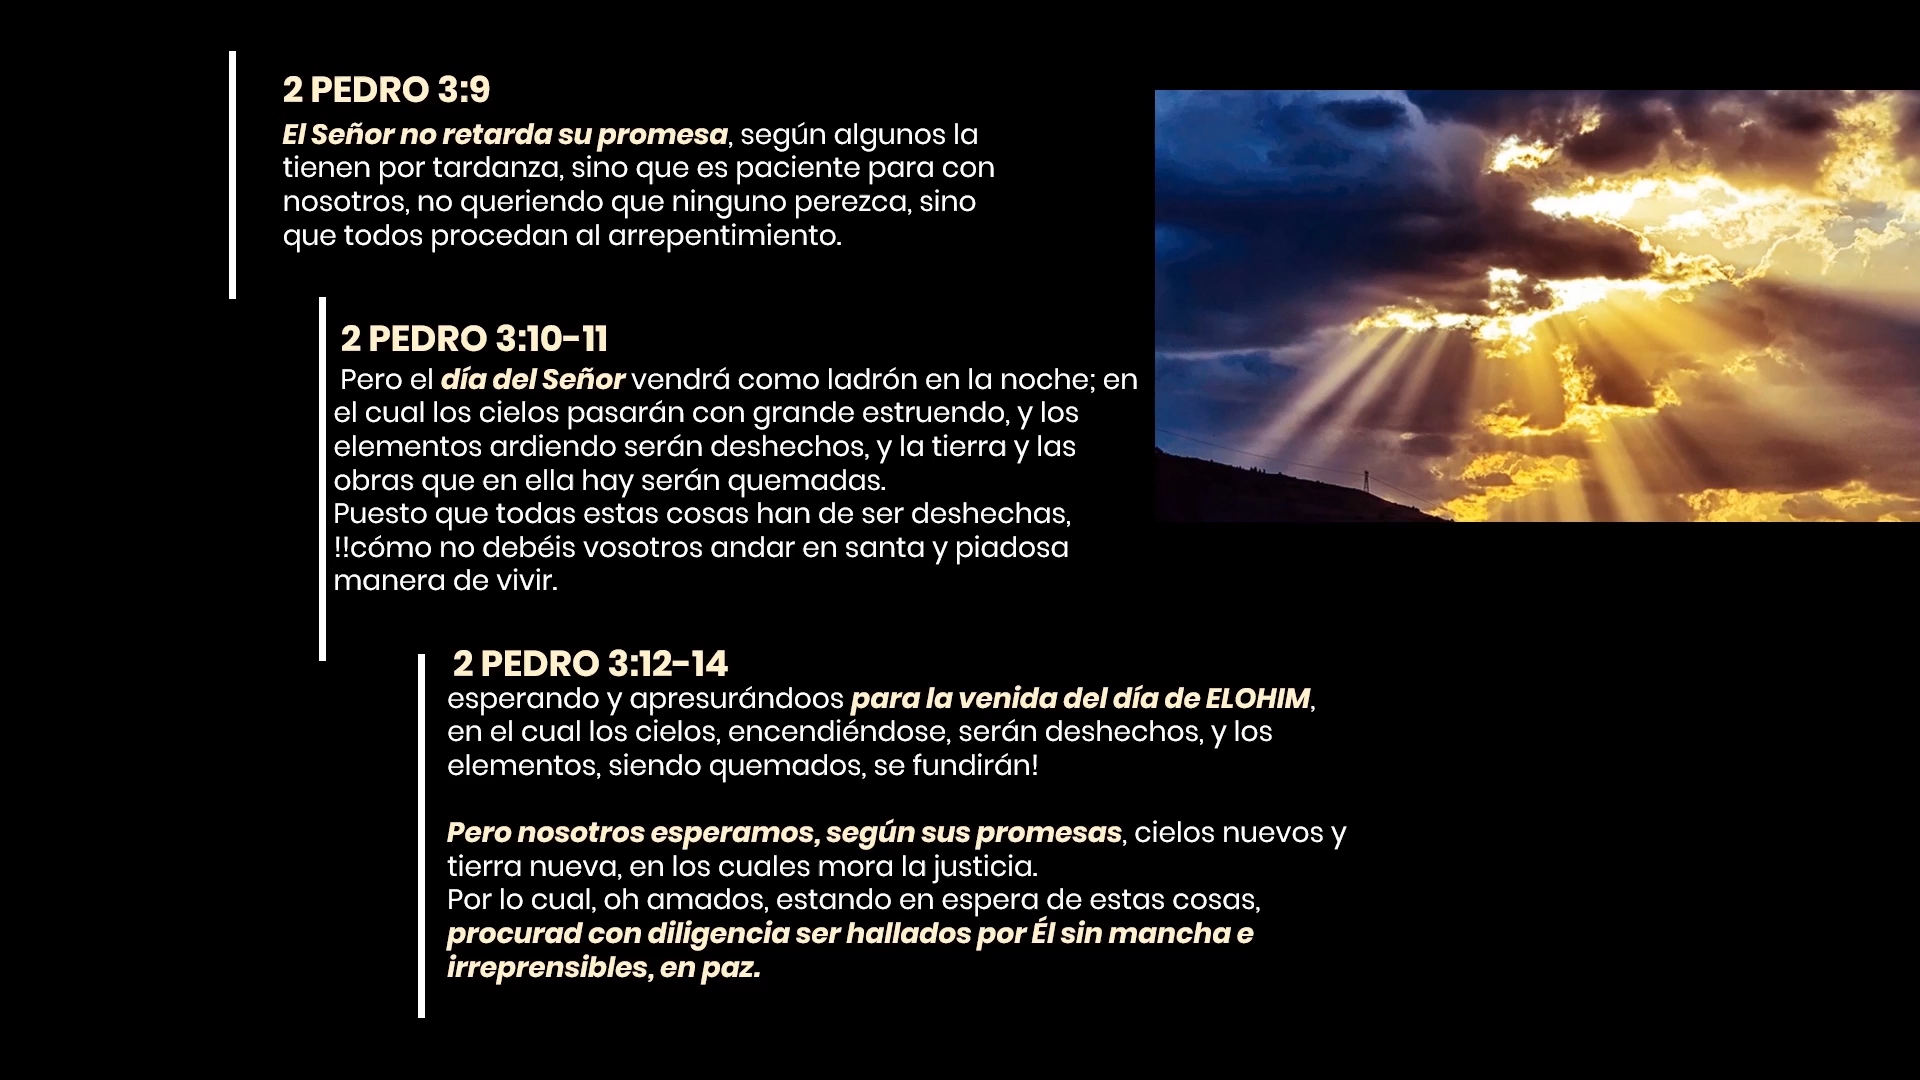 2 PEDRO 3:9
El Señor no retarda su promesa, según algunos la
tienen por tardanza, sino que es paciente para con
nosotros, no queriendo que ninguno perezca, sino
que todos procedan al arrepentimiento.
2 PEDRO 3:10-11
Pero el día del Señor vendrá como ladrón en la noche; en
el cual los cielos pasarán con grande estruendo, y los
elementos ardiendo serán deshechos, y la tierra y las
obras que en ella hay serán quemadas.
Puesto que todas estas cosas han de ser deshechas,
!!cómo no debéis vosotros andar en santa y piadosa
manera de vivir.
2 PEDRO 3:12-14
esperando y apresurándoos para la venida del día de ELOHIM,
en el cual los cielos, encendiéndose, serán deshechos, y los
elementos, siendo quemados, se fundirán!
Pero nosotros esperamos, según sus promesas, cielos nuevos y
tierra nueva, en los cuales mora la justicia.
Por lo cual, oh amados, estando en espera de estas cosas,
procurad con diligencia ser hallados por Él sin mancha e
irreprensibles, en paz.